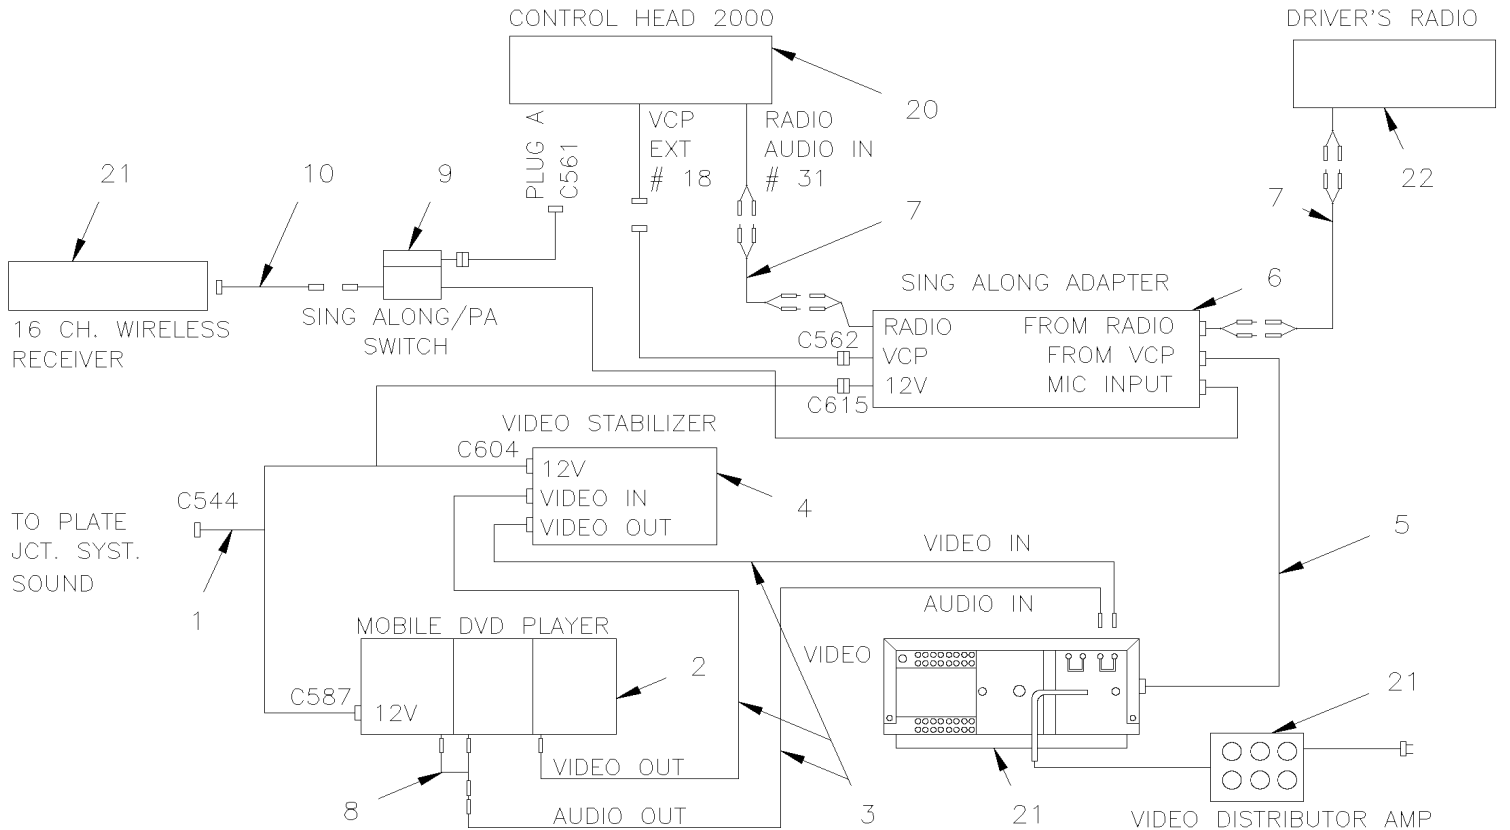 CONTROL HEAD 2000
DRIVER'S RADIO
20
22
PLUG A
C561
VCP
EXT
# 18
RADIO
AUDIO IN
# 31
21
10
9
7
7
16 CH. WIRELESS
RECEIVER
SING ALONG/PA
SWITCH
SING ALONG ADAPTER
6
C562
RADIO
FROM RADIO
VCP
FROM VCP
12V
MIC INPUT
C615
VIDEO STABILIZER
C604
12V
VIDEO IN
VIDEO OUT
4
C544
TO PLATE
JCT. SYST.
SOUND
1
5
VIDEO IN
AUDIO IN
MOBILE DVD PLAYER
2
VIDEO
C587
12V
21
VIDEO OUT
8
AUDIO OUT
3
21
VIDEO DISTRIBUTOR AMP